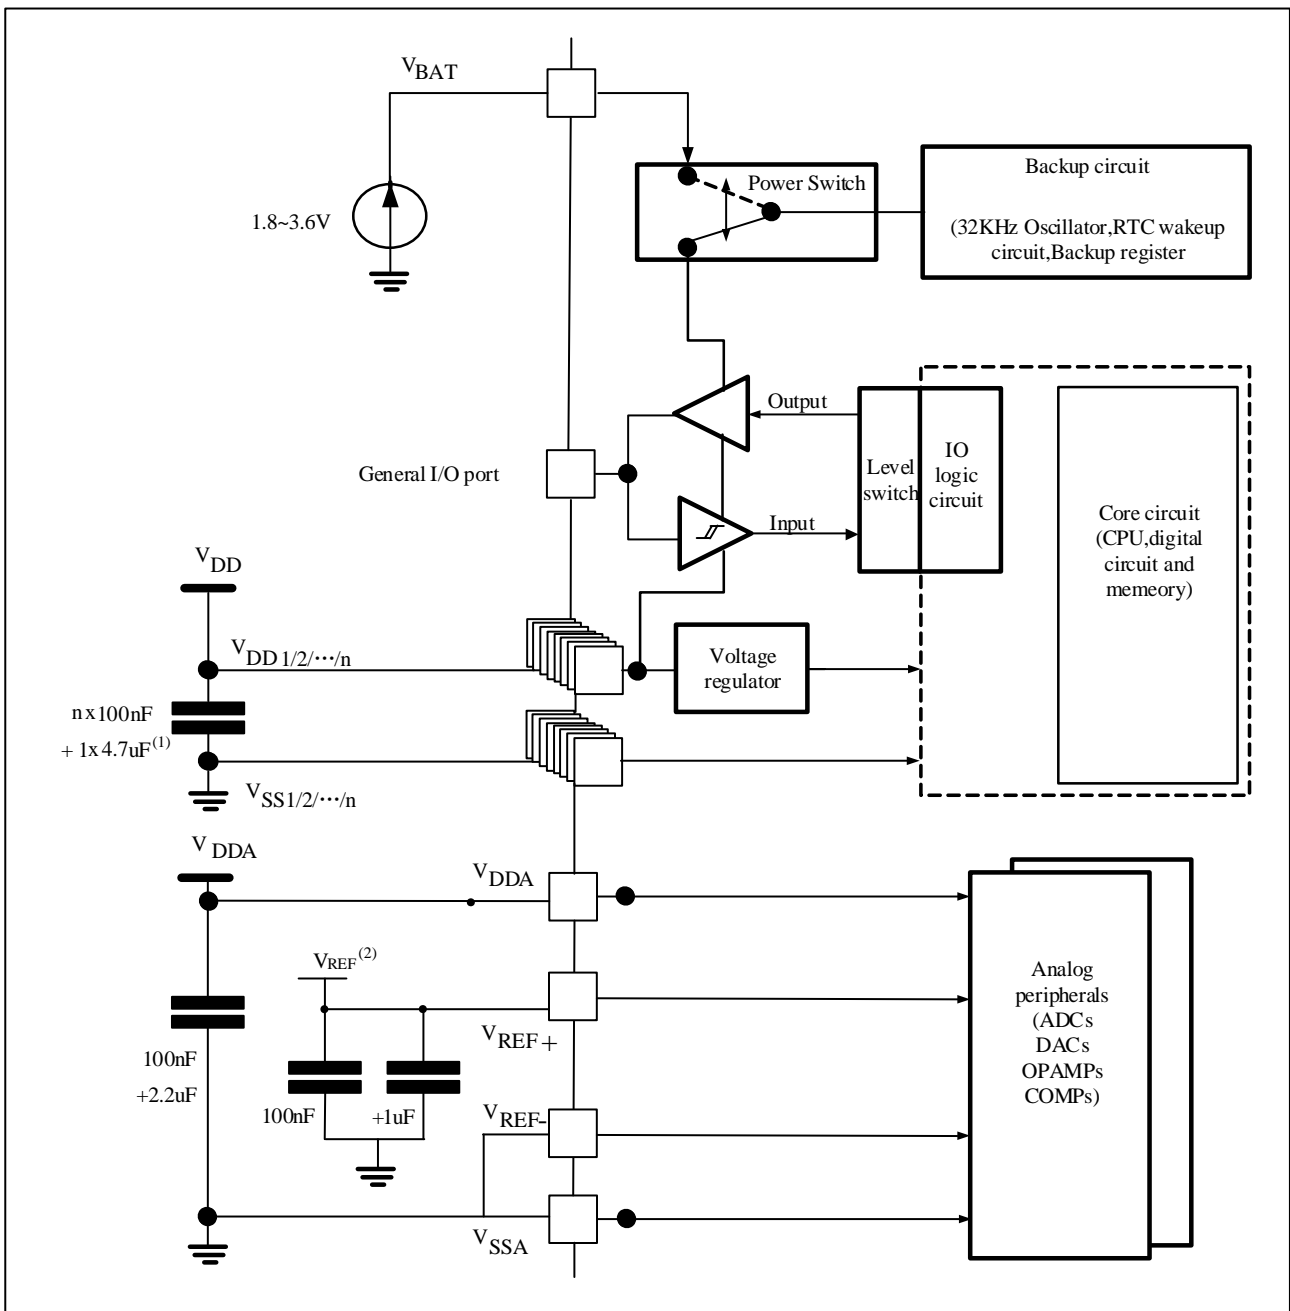 VBAT
1.8~3.6V
Power Switch
Backup circuit
(32KHz Oscillator,RTC wakeup
circuit,Backup register
General I/O port
Output
Input
Level
switch
IO
logic
circuit
Core circuit
(CPU,digital
circuit and
memeory)
VDD
VDD 1/2/···/n
Voltage
regulator
n x 100nF
+ 1x 4.7uF(1)
VSS1/2/···/n
VDDA
VDDA
VREF(2)
VREF+
100nF
+2.2uF
100nF
+1uF
VREF-
VSSA
Analog
peripherals
(ADCs
DACs
OPAMPs
COMPs)